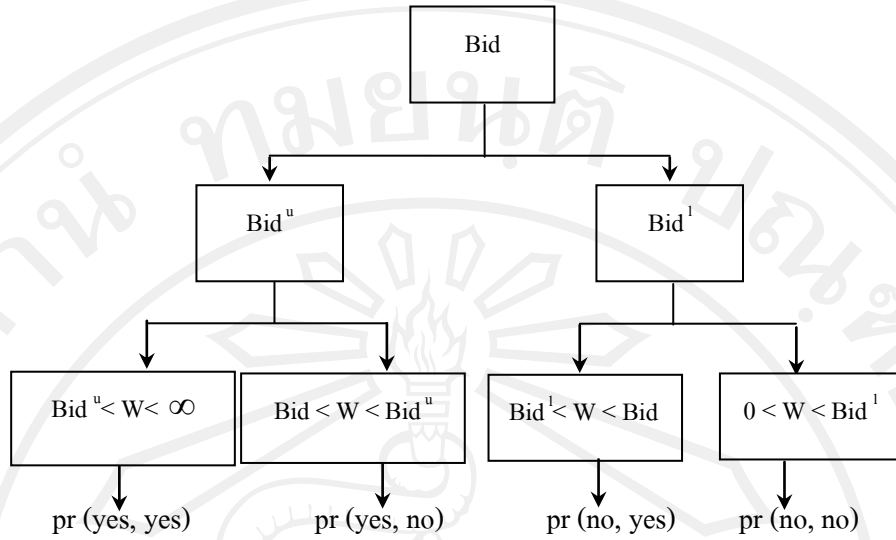 Bid
Bid ᵘ
Bid ˡ
Bid ᵘ < W < ∞
Bid < W < Bid ᵘ
Bid ˡ < W < Bid
0 < W < Bid ˡ
pr (yes, yes)
pr (yes, no)
pr (no, yes)
pr (no, no)